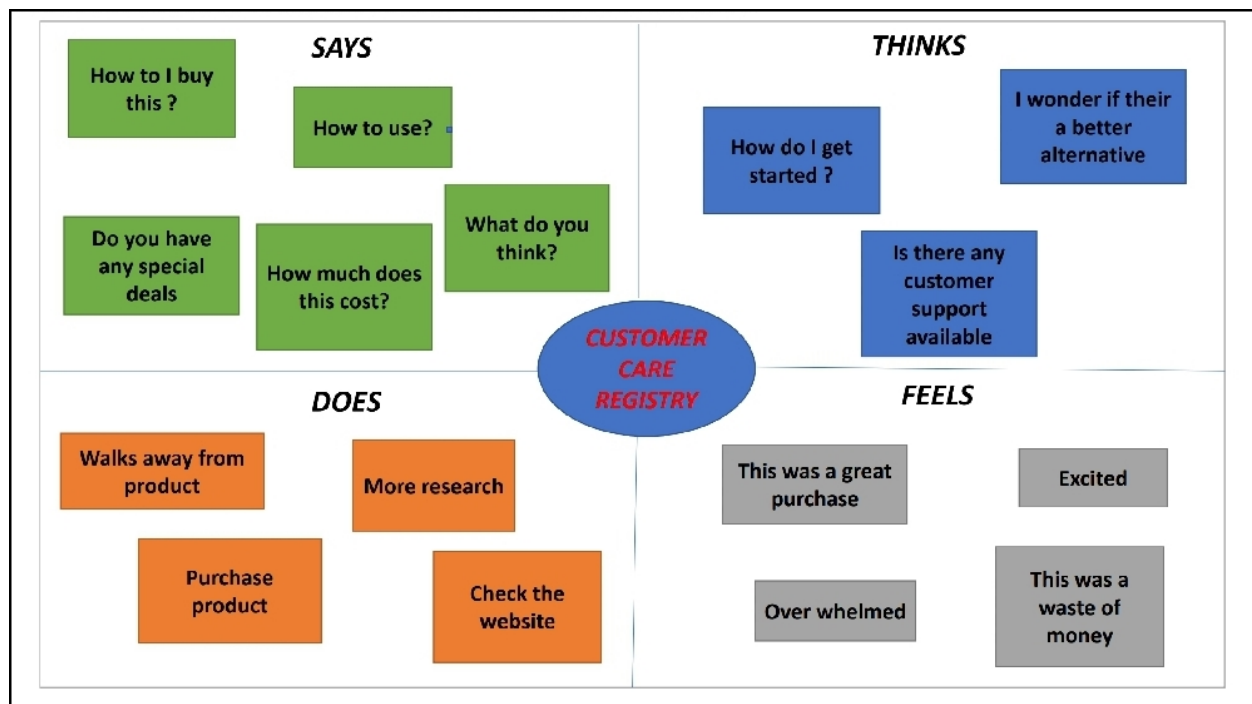 SAYS
How to I buy
this ?
How to use?
What do you
think?
Do you have
any special
deals
How much does
this cost?
THINKS
I wonder if their
a better
alternative
How do I get
started ?
Is there any
customer
support
available
CUSTOMER
CARE
REGISTRY
DOES
Walks away from
product
More research
Purchase
product
Check the
website
FEELS
This was a great
purchase
Excited
Over whelmed
This was a
waste of
money